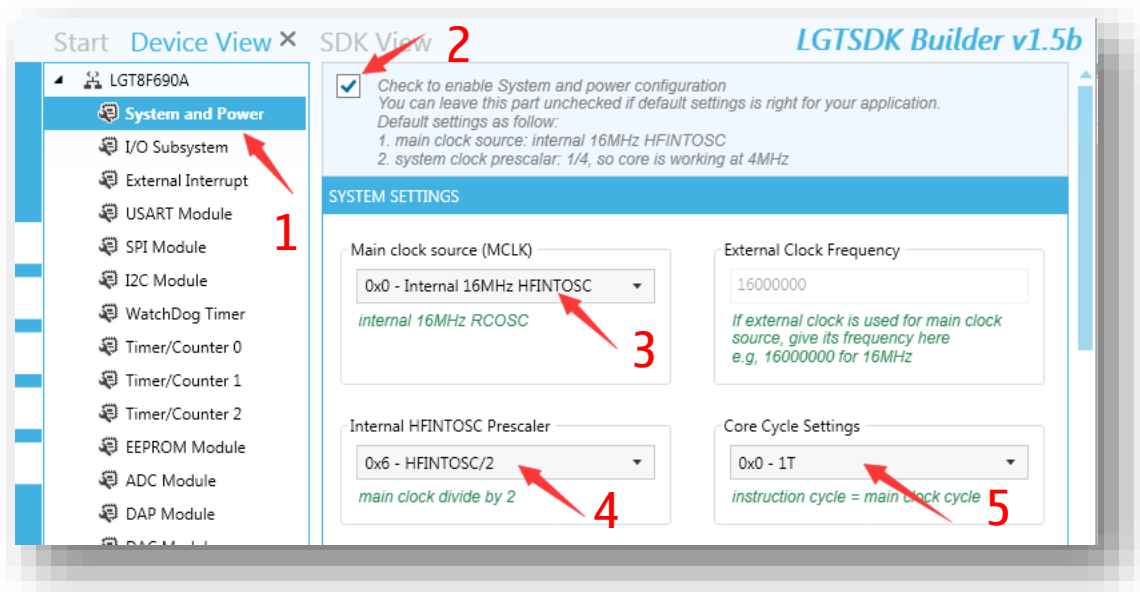 Start Device View × SDK View LGTSDK Builder v1.5b
2
LGT8F690A
System and Power
I/O Subsystem
External Interrupt
USART Module
SPI Module
I2C Module
WatchDog Timer
Timer/Counter 0
Timer/Counter 1
Timer/Counter 2
EEPROM Module
ADC Module
DAP Module
1
Check to enable System and power configuration
You can leave this part unchecked if default settings is right for your application.
Default settings as follow:
1. main clock source: internal 16MHz HFINTOSC
2. system clock prescalar: 1/4, so core is working at 4MHz
SYSTEM SETTINGS
Main clock source (MCLK)
0x0 - Internal 16MHz HFINTOSC
internal 16MHz RCOSC
3
External Clock Frequency
16000000
If external clock is used for main clock
source, give its frequency here
e.g, 16000000 for 16MHz
Internal HFINTOSC Prescaler
0x6 - HFINTOSC/2
main clock divide by 2
4
Core Cycle Settings
0x0 - 1T
instruction cycle = main clock cycle
5